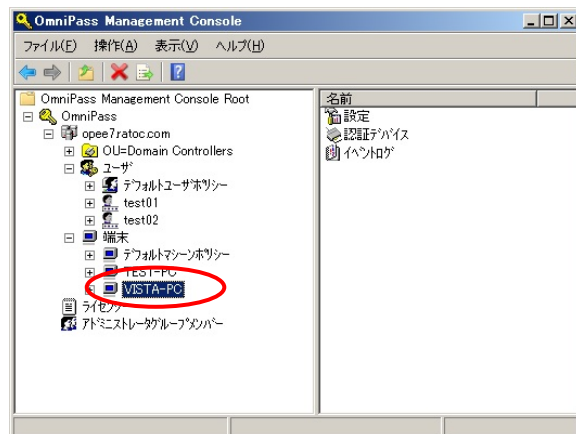 OmniPass Management Console
ファイル(F) 操作(A) 表示(V) ヘルプ(H)
OmniPass Management Console Root
OmniPass
opee7ratoc.com
OU=Domain Controllers
ユーザ
デフォルトユーザポリシー
test01
test02
端末
デフォルトマシーンポリシー
TEST-PC
VISTA-PC
ライセンサー
アドミニストレータグループメンバー
名前
設定
認証デバイス
イベントログ